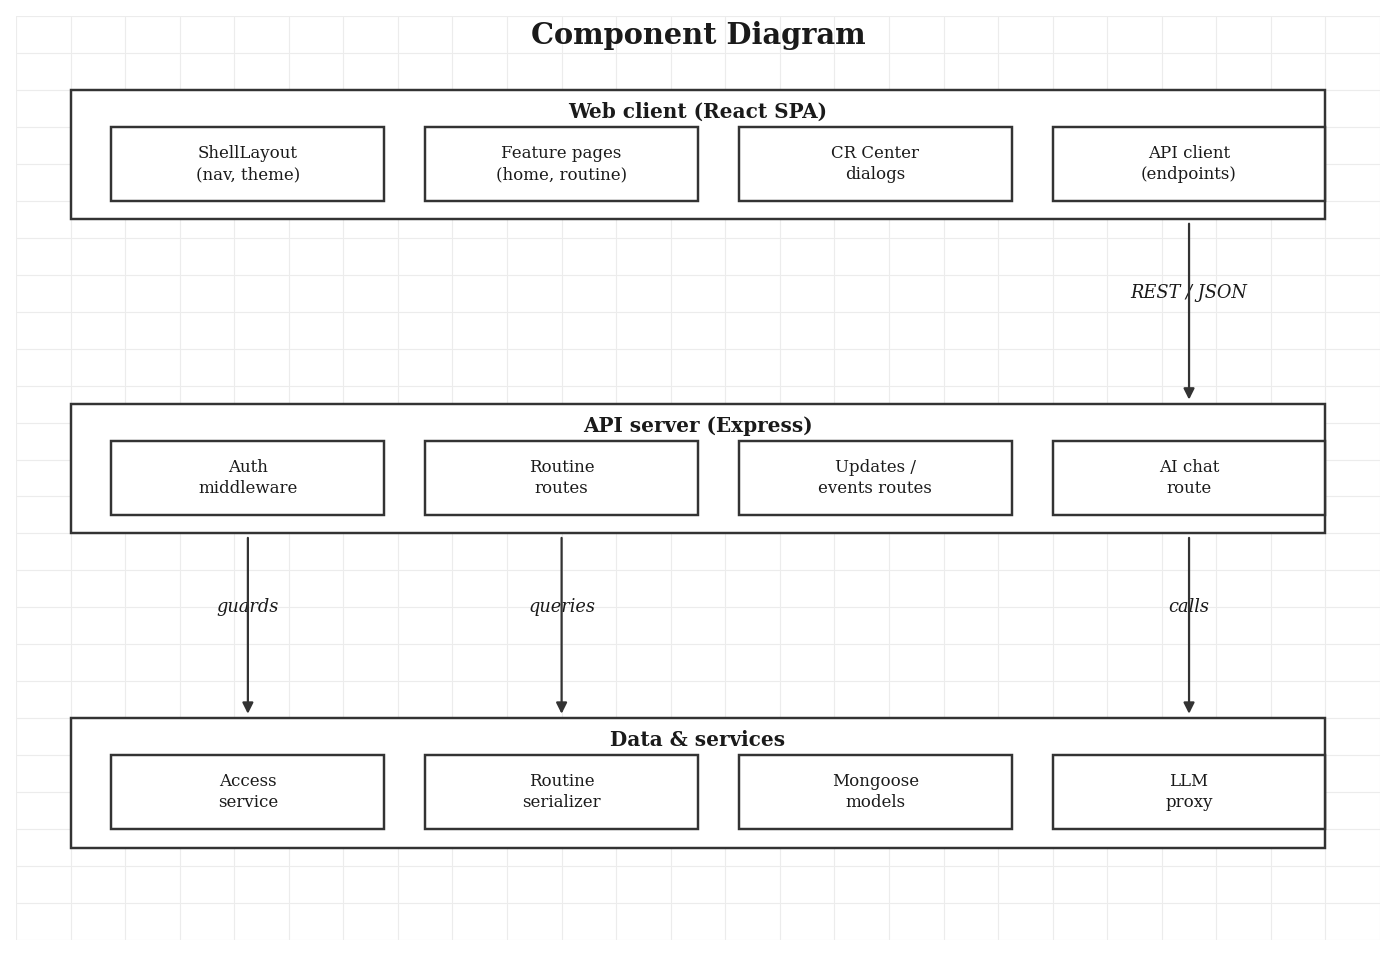 Component Diagram
Web client (React SPA)
ShellLayout
(nav, theme)
Feature pages
(home, routine)
CR Center
dialogs
API client
(endpoints)
REST / JSON
API server (Express)
Auth
middleware
Routine
routes
Updates /
events routes
AI chat
route
guards
queries
calls
Data & services
Access
service
Routine
serializer
Mongoose
models
LLM
proxy